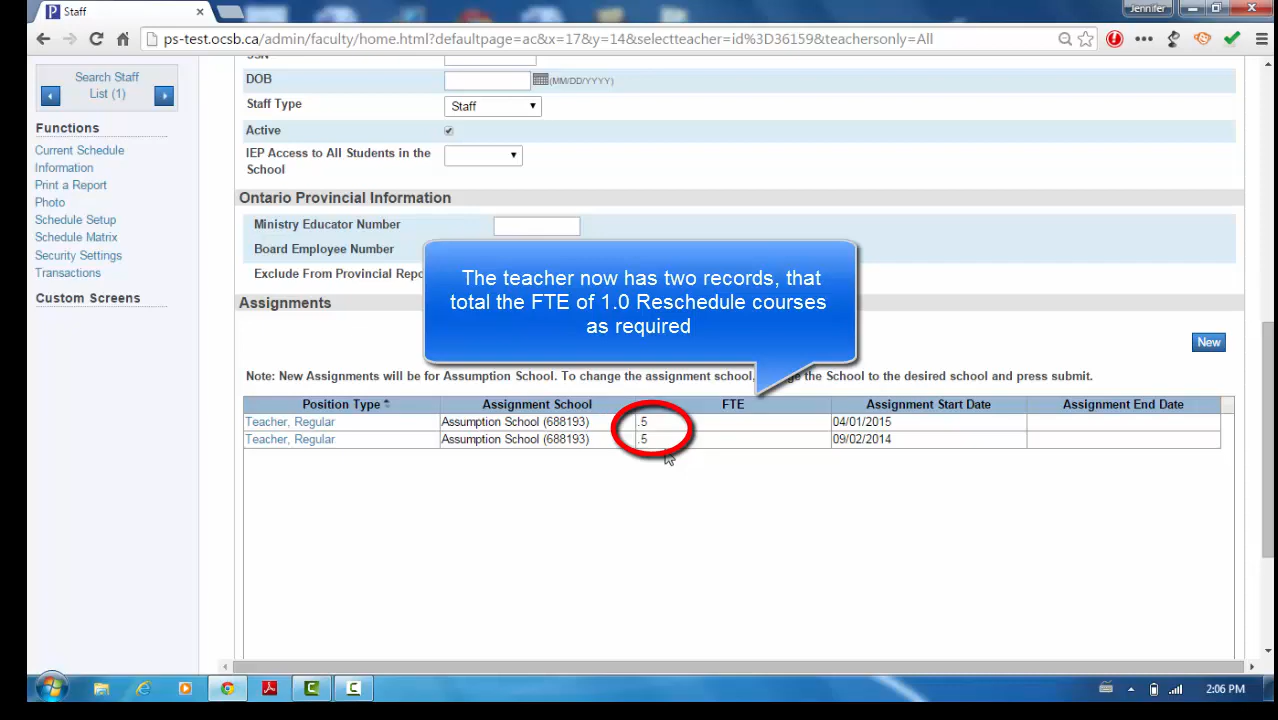 Staff
Jennifer
ps-test.ocsb.ca/admin/faculty/home.html?defaultpage=ac&x=17&y=14&selectteacher=id%3D36159&teachersonly=All
Search Staff
List (1)
Functions
Current Schedule
Information
Print a Report
Photo
Schedule Setup
Schedule Matrix
Security Settings
Transactions
Custom Screens
DOB
(MM/DD/YYYY)
Staff Type
Staff
Active
IEP Access to All Students in the
School
Ontario Provincial Information
Ministry Educator Number
Board Employee Number
Exclude From Provincial Repo
The teacher now has two records, that
total the FTE of 1.0 Reschedule courses
as required
Assignments
New
Note: New Assignments will be for Assumption School. To change the assignment school, ge the School to the desired school and press submit.
Position Type Assignment School FTE Assignment Start Date Assignment End Date
Teacher, Regular Assumption School (688193) .5 04/01/2015
Teacher, Regular Assumption School (688193) .5 09/02/2014
2:06 PM